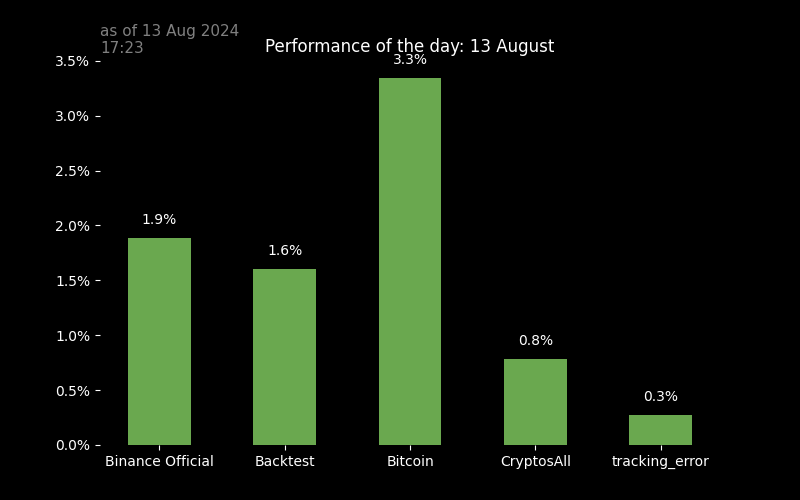 as of 13 Aug 2024
17:23
Performance of the day: 13 August
3.5%
3.0%
2.5%
2.0%
1.5%
1.0%
0.5%
0.0%
1.9%
1.6%
3.3%
0.8%
0.3%
Binance Official
Backtest
Bitcoin
CryptosAll
tracking_error